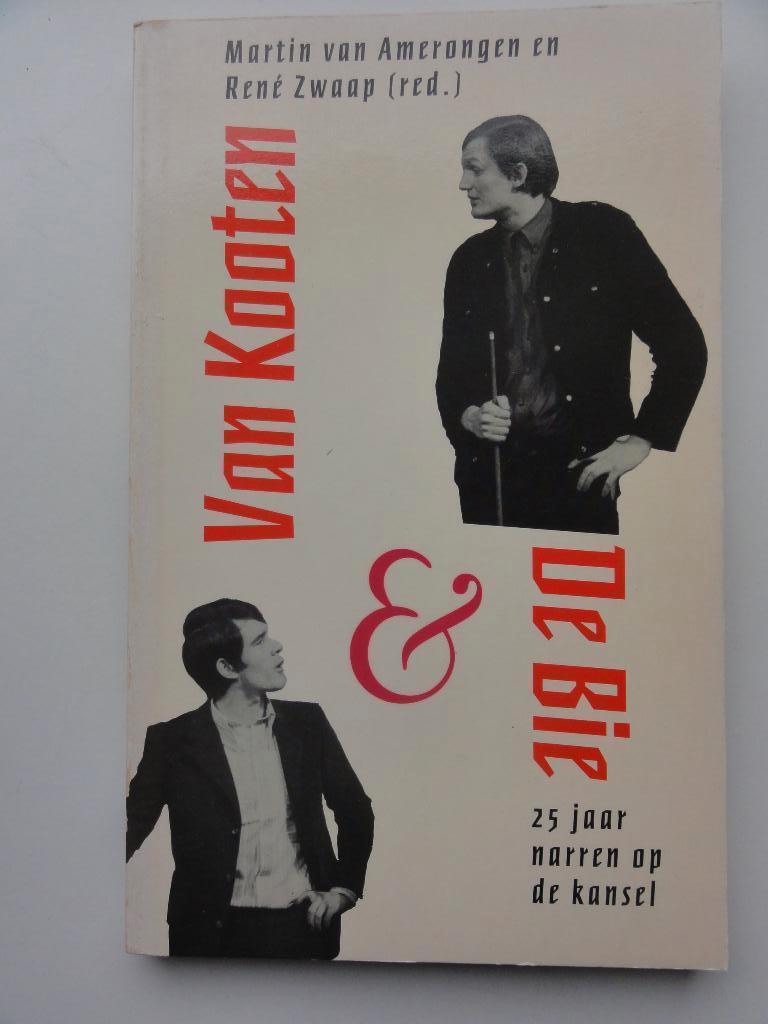 Martin van Amerongen en
René Zwaap (red.)
Van Kooten
&
De Bie
25 jaar
narren op
de kansel